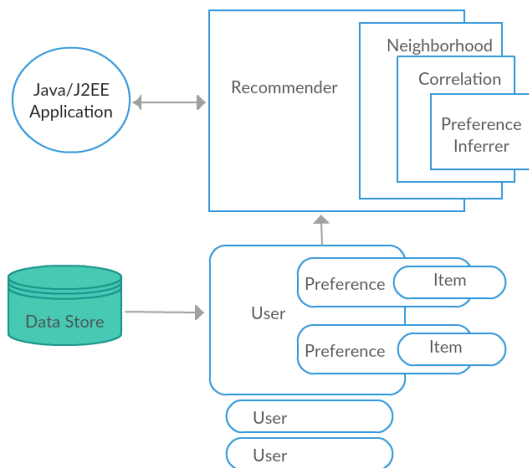 Java/J2EE
Application
Recommender
Neighborhood
Correlation
Preference
Inferrer
Data Store
User
Preference
Item
Preference
Item
User
User